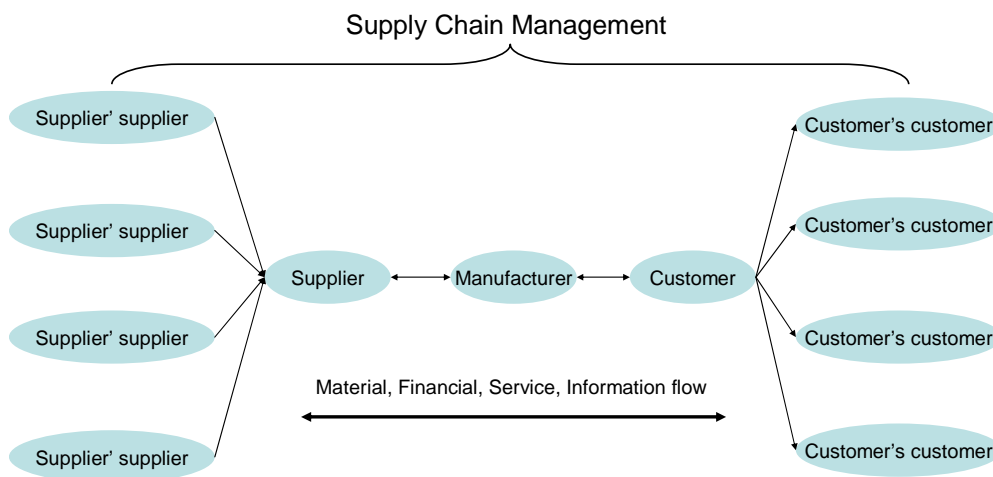 Supply Chain Management
Supplier’ supplier
Customer’s customer
Supplier’ supplier
Customer’s customer
Supplier
Manufacturer
Customer
Supplier’ supplier
Customer’s customer
Material, Financial, Service, Information flow
Supplier’ supplier
Customer’s customer